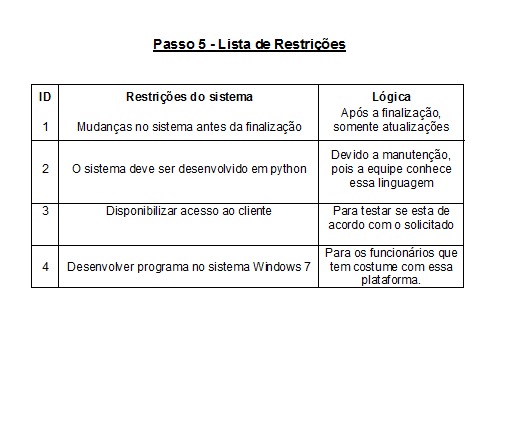 Passo 5 - Lista de Restrições
ID Restrições do sistema Lógica
1 Mudanças no sistema antes da finalização Após a finalização,
somente atualizações
2 O sistema deve ser desenvolvido em python Devido a manutenção,
pois a equipe conhece
essa linguagem
3 Disponibilizar acesso ao cliente Para testar se esta de
acordo com o solicitado
4 Desenvolver programa no sistema Windows 7 Para os funcionários que
tem costume com essa
plataforma.